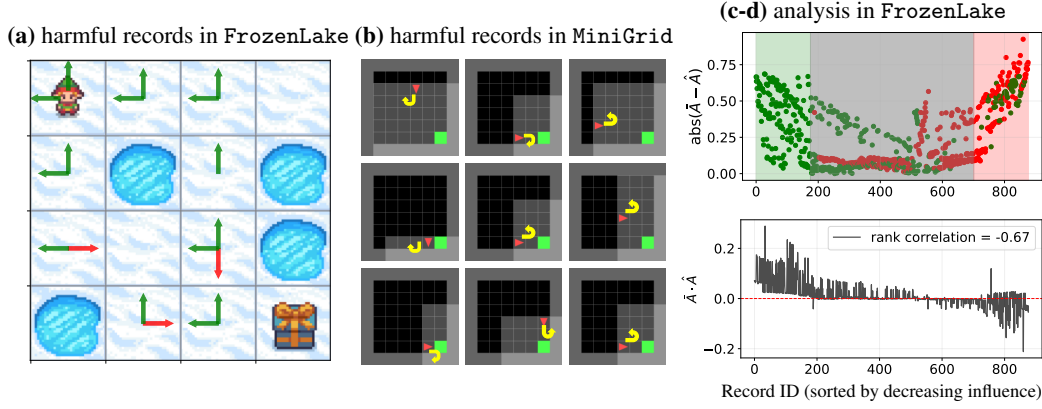 (a) harmful records in FrozenLake
(b) harmful records in MiniGrid
(c-d) analysis in FrozenLake
abs(Ā − Â)
0.75
0.50
0.25
0.00
0 200 400 600 800
rank correlation = -0.67
Ā · Â
0.2
0.0
−0.2
0 200 400 600 800
Record ID (sorted by decreasing influence)